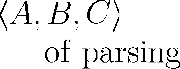 ⟨A, B, C⟩
of parsing